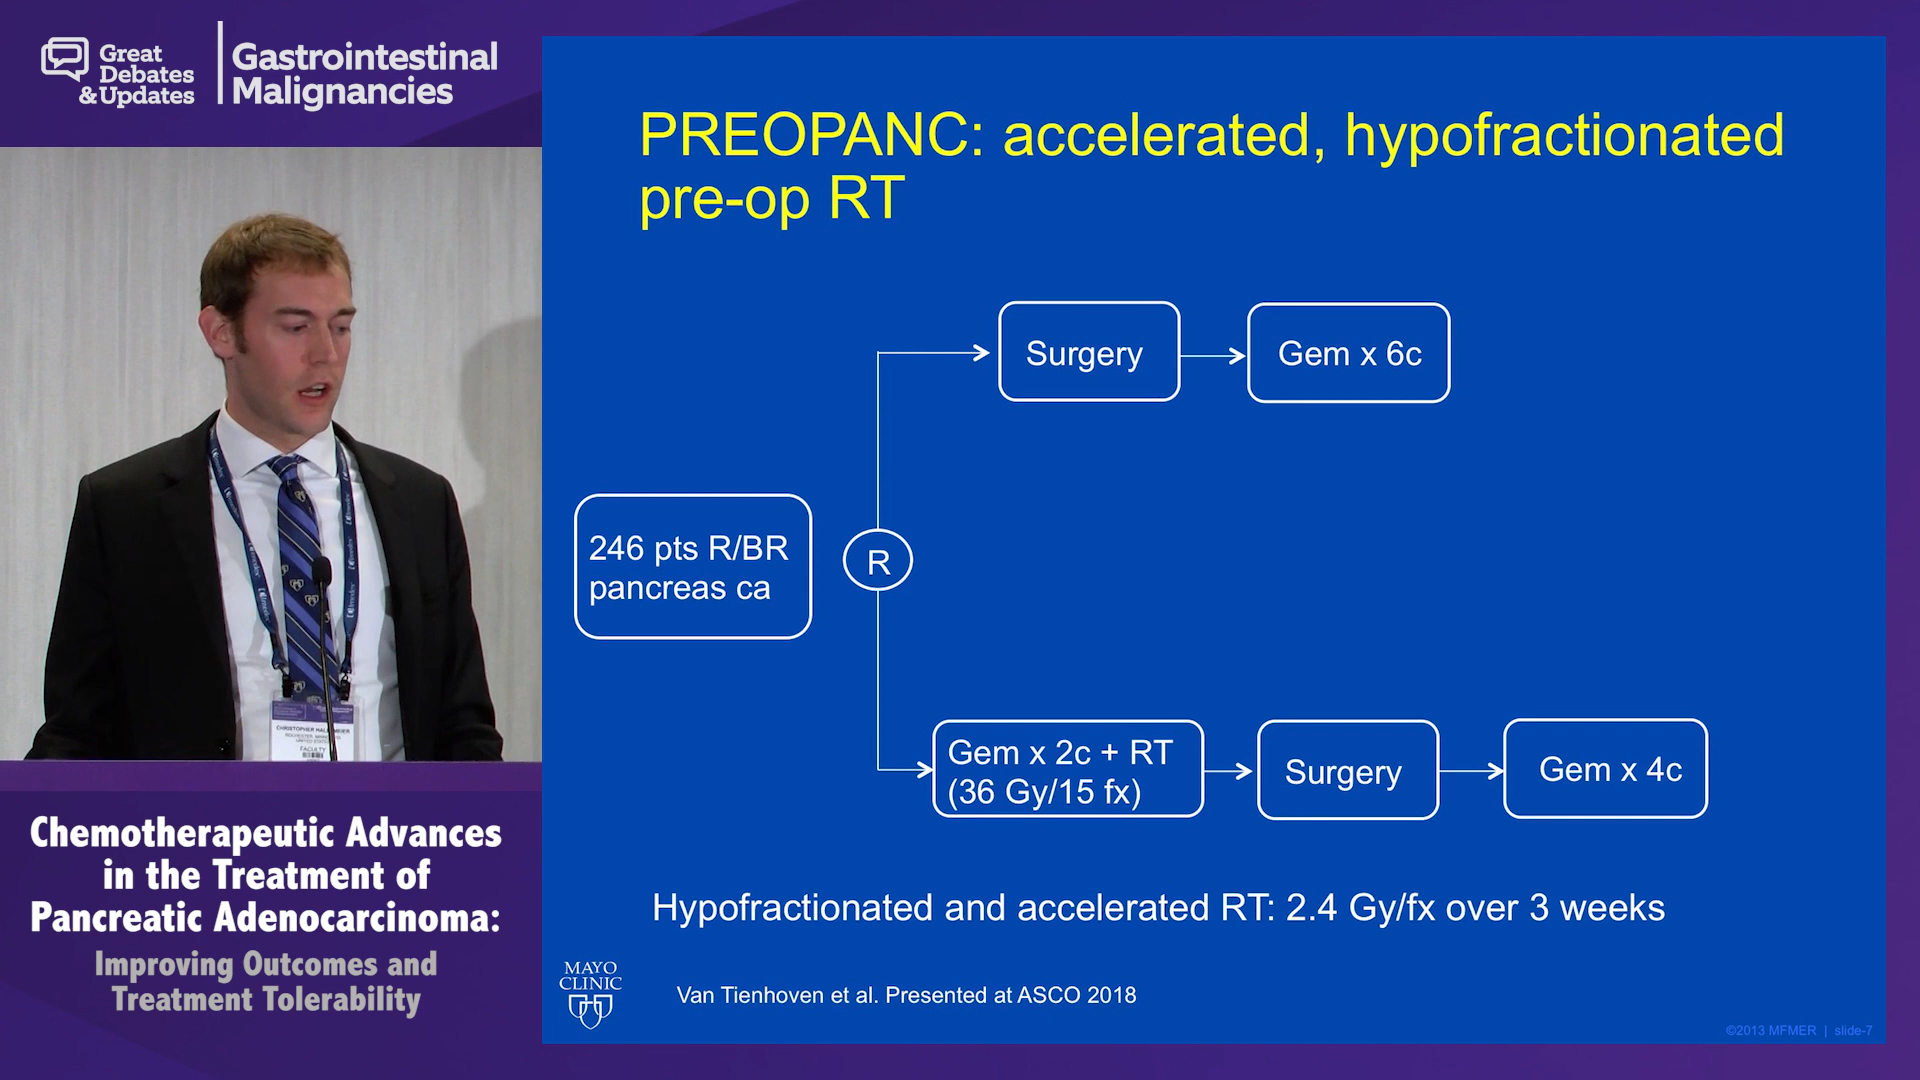 Great
Debates
& Updates
Gastrointestinal
Malignancies
PREOPANC: accelerated, hypofractionated
pre-op RT
Surgery
Gem x 6c
246 pts R/BR
pancreas ca
R
Gem x 2c + RT
(36 Gy/15 fx)
Surgery
Gem x 4c
Hypofractionated and accelerated RT: 2.4 Gy/fx over 3 weeks
MAYO
CLINIC
Van Tienhoven et al. Presented at ASCO 2018
©2013 MFMER | slide-7
CHRISTOPHER
FACULTY
Chemotherapeutic Advances
in the Treatment of
Pancreatic Adenocarcinoma:
Improving Outcomes and
Treatment Tolerability